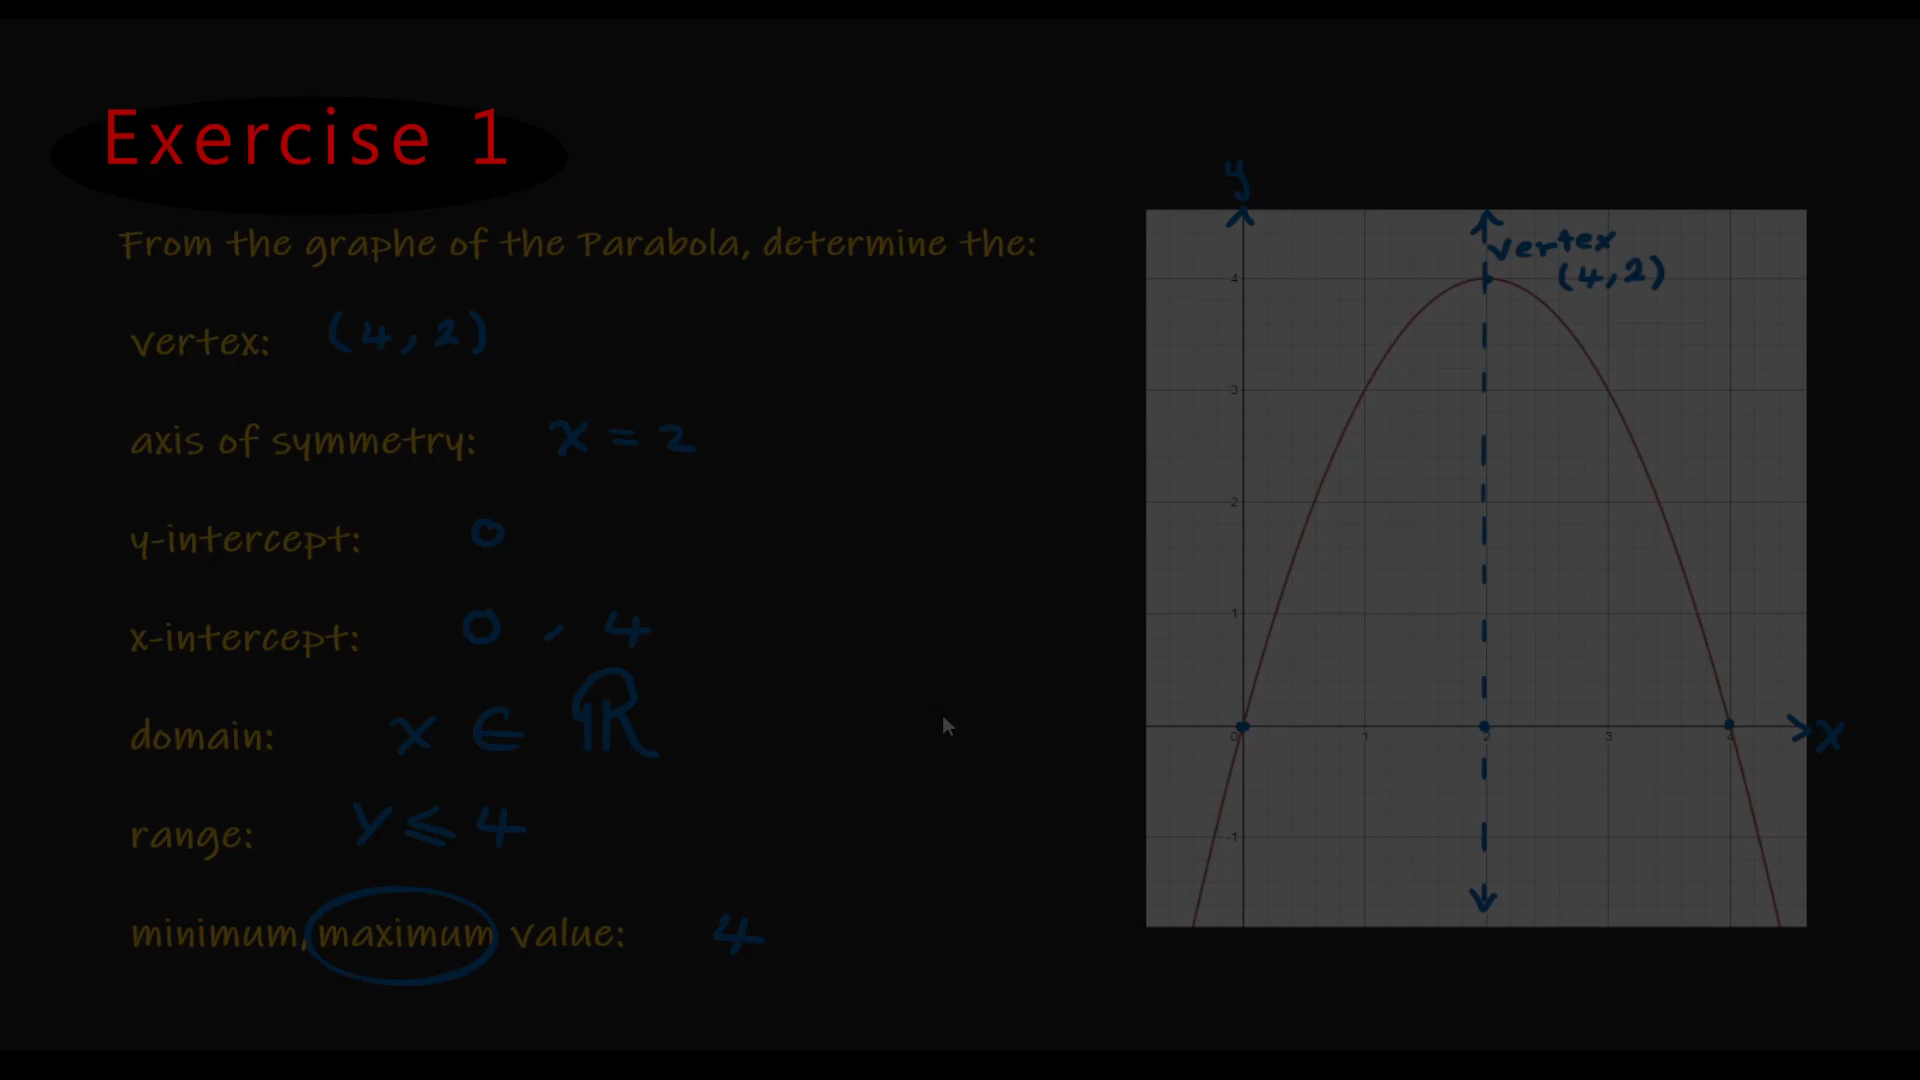 Exercise 1
From the graphe of the Parabola, determine the:
vertex: (4, 2)
axis of symmetry: x = 2
y-intercept: 0
x-intercept: 0 , 4
domain: x ∈ ℝ
range: y ≤ 4
minimum, maximum value: 4
y
vertex
(4, 2)
4
3
2
1
0 1 2 3 4
x
-1